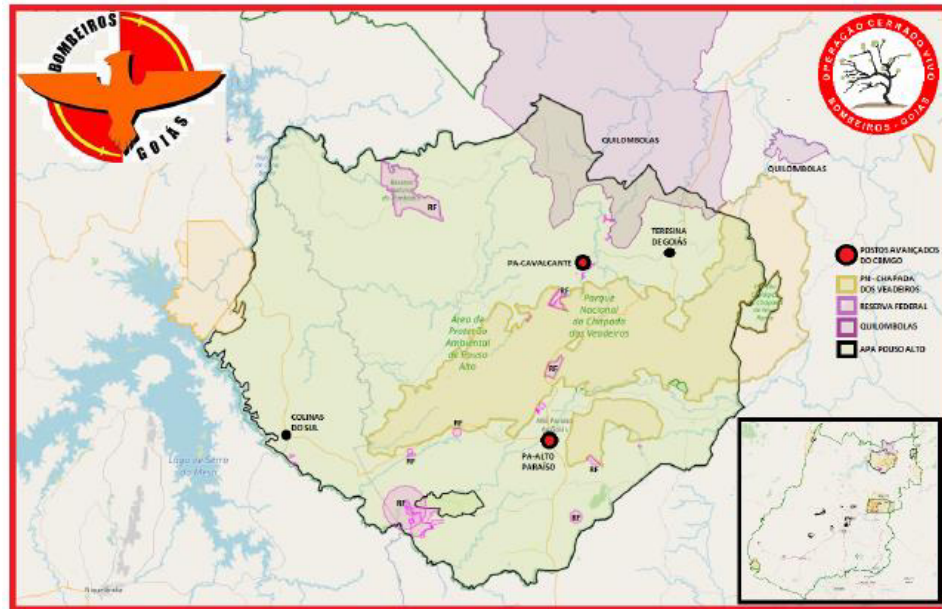 BOMBEIROS
GOIÁS
OPERAÇÃO CERRADO VIVO
BOMBEIROS - GOIÁS
QUILOMBOLAS
QUILOMBOLAS
RF
TERESINA
DE GOIÁS
PA-CAVALCANTE
RF
Parque
Nacional
da Chapada
dos Veadeiros
Área de
Proteção
Ambiental
de Pouso
Alto
RF
COLINAS
DO SUL
RF
RF
PA-ALTO
PARAÍSO
RF
RF
RF
Lago da Serra
da Mesa
POSTOS AVANÇADOS
DO CBMGO
PN - CHAPADA
DOS VEADEIROS
RESERVA FEDERAL
QUILOMBOLAS
APA POUSO ALTO